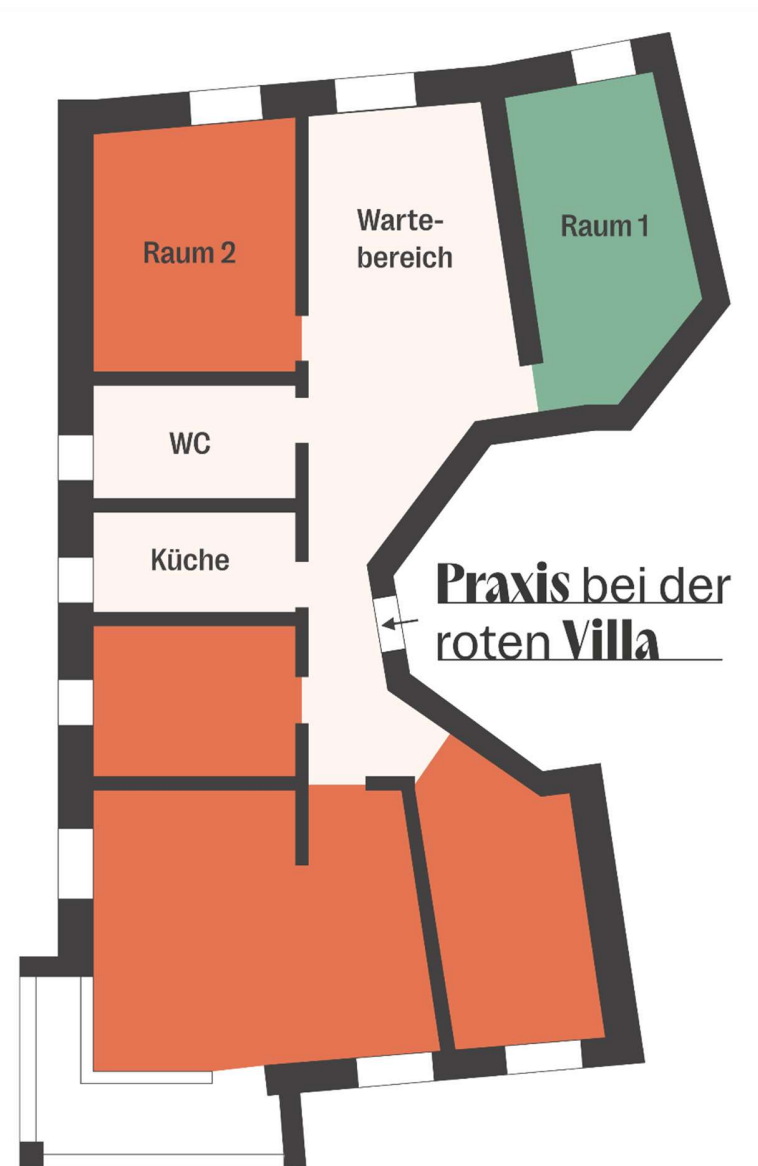 Warte-
bereich
Raum 1
Raum 2
WC
Küche
Praxis bei der
roten Villa